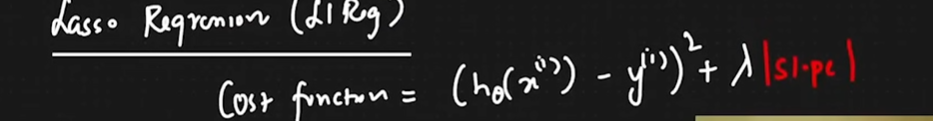 Lasso Regression (L1 Reg)
Cost function = (hθ(x⁽ⁱ⁾) - y⁽ⁱ⁾)² + λ |slope|